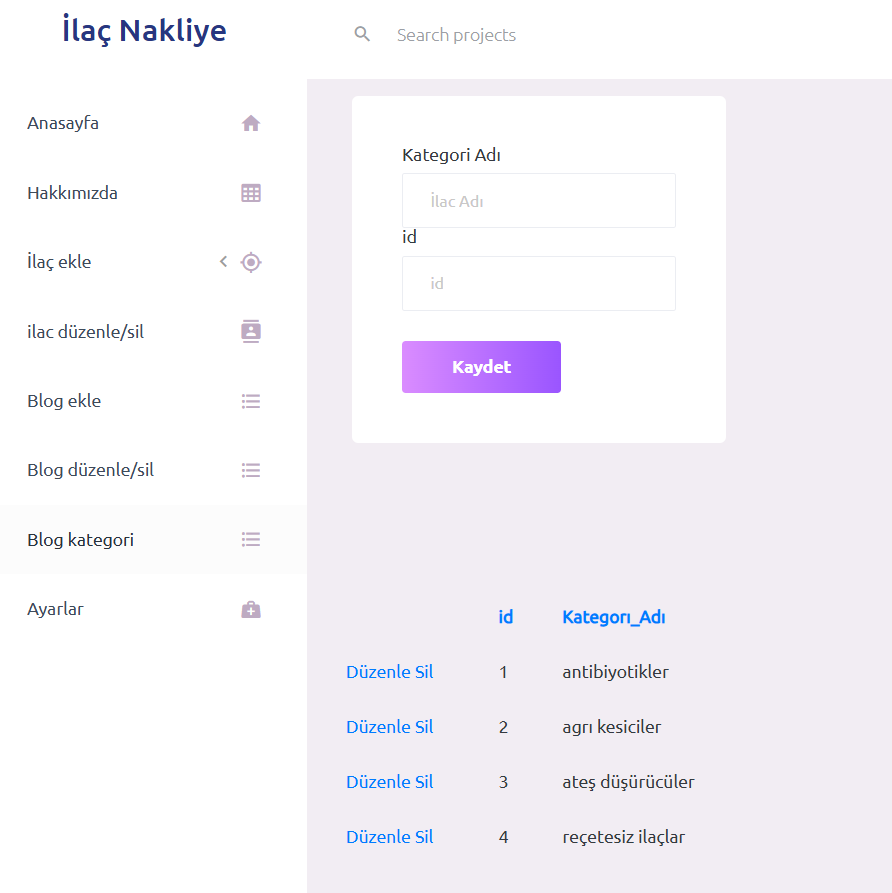 İlaç Nakliye
Search projects
Anasayfa
Hakkımızda
İlaç ekle
ilac düzenle/sil
Blog ekle
Blog düzenle/sil
Blog kategori
Ayarlar
Kategori Adı
İlac Adı
id
id
Kaydet
id Kategorı_Adı
Düzenle Sil 1 antibiyotikler
Düzenle Sil 2 agrı kesiciler
Düzenle Sil 3 ateş düşürücüler
Düzenle Sil 4 reçetesiz ilaçlar